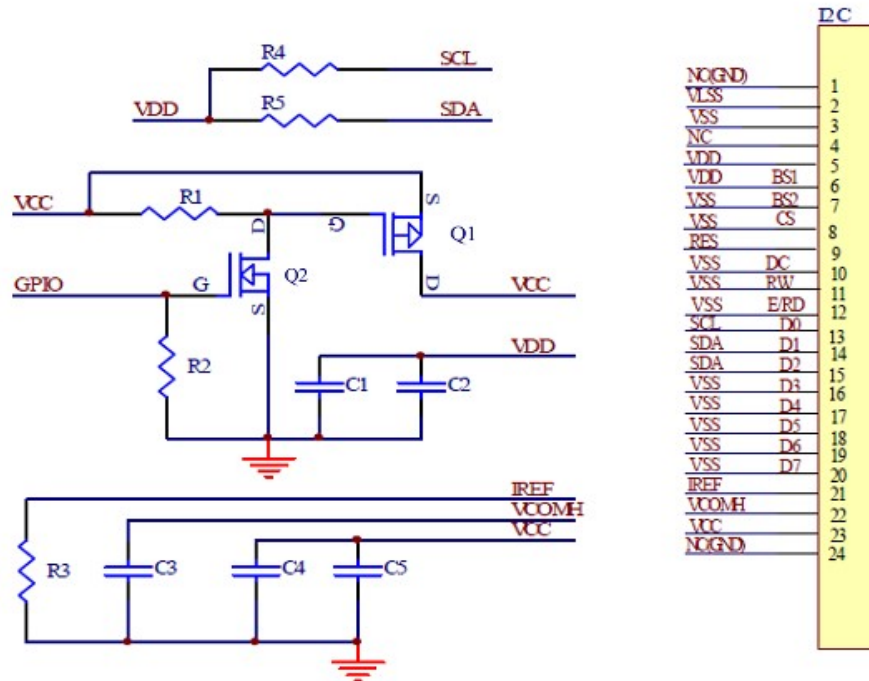 I2C
R4 SCL
VDD R5 SDA
VCC R1 D G S Q1
GPIO G Q2 S D VCC
R2 C1 C2 VDD
IREF
VCOMH
VCC
R3 C3 C4 C5
NC(GND) 1
VLSS 2
VSS 3
NC 4
VDD 5
VDD BS1 6
VSS BS2 7
VSS CS 8
RES 9
VSS DC 10
VSS RW 11
VSS E/RD 12
SCL D0 13
SDA D1 14
SDA D2 15
VSS D3 16
VSS D4 17
VSS D5 18
VSS D6 19
VSS D7 20
IREF 21
VCOMH 22
VCC 23
NC(GND) 24